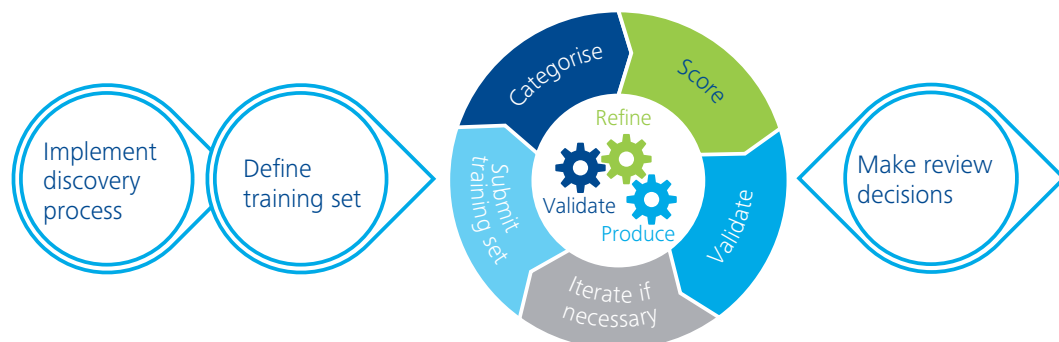 Implement
discovery
process
Define
training set
Categorise
Score
Validate
Iterate if
necessary
Submit
training set
Refine
Validate
Produce
Make review
decisions